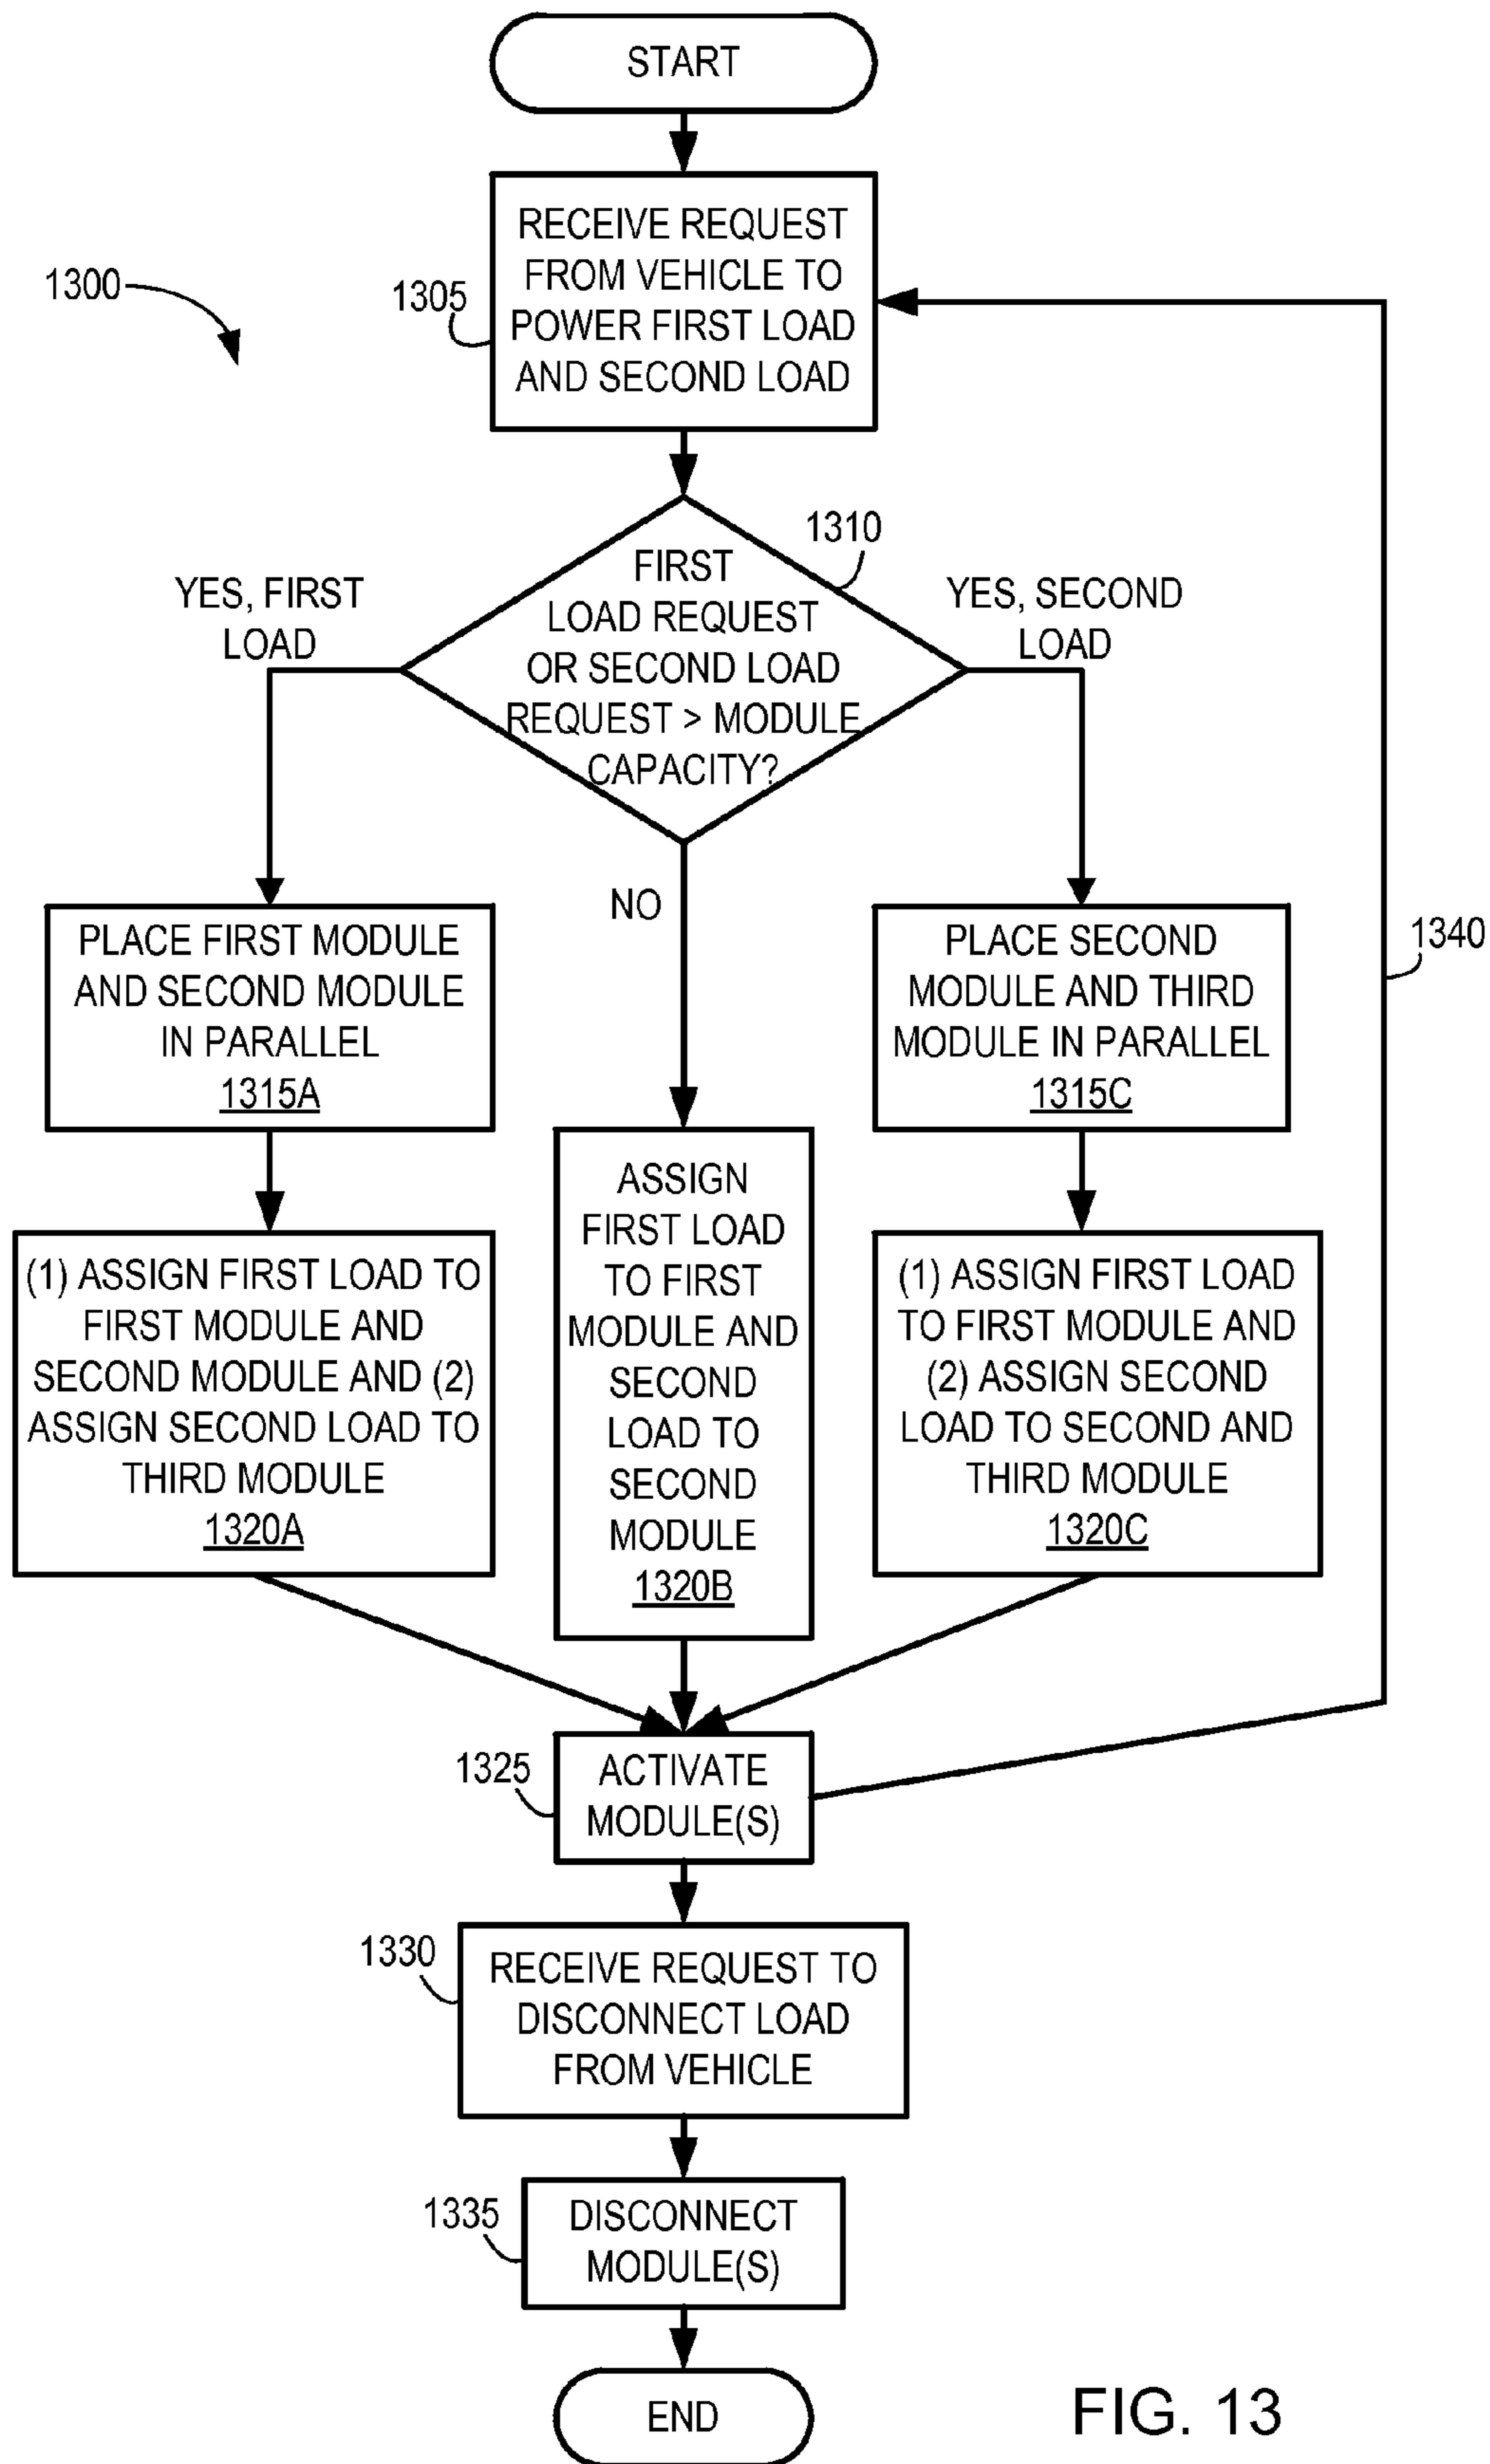 START
RECEIVE REQUEST
FROM VEHICLE TO
POWER FIRST LOAD
AND SECOND LOAD
1300
1305
1310
FIRST
LOAD REQUEST
OR SECOND LOAD
REQUEST > MODULE
CAPACITY?
YES, FIRST
LOAD
YES, SECOND
LOAD
NO
PLACE FIRST MODULE
AND SECOND MODULE
IN PARALLEL
1315A
PLACE SECOND
MODULE AND THIRD
MODULE IN PARALLEL
1315C
1340
(1) ASSIGN FIRST LOAD TO
FIRST MODULE AND
SECOND MODULE AND (2)
ASSIGN SECOND LOAD TO
THIRD MODULE
1320A
ASSIGN
FIRST LOAD
TO FIRST
MODULE AND
SECOND
LOAD TO
SECOND
MODULE
1320B
(1) ASSIGN FIRST LOAD
TO FIRST MODULE AND
(2) ASSIGN SECOND
LOAD TO SECOND AND
THIRD MODULE
1320C
1325
ACTIVATE
MODULE(S)
1330
RECEIVE REQUEST TO
DISCONNECT LOAD
FROM VEHICLE
1335
DISCONNECT
MODULE(S)
END
FIG. 13